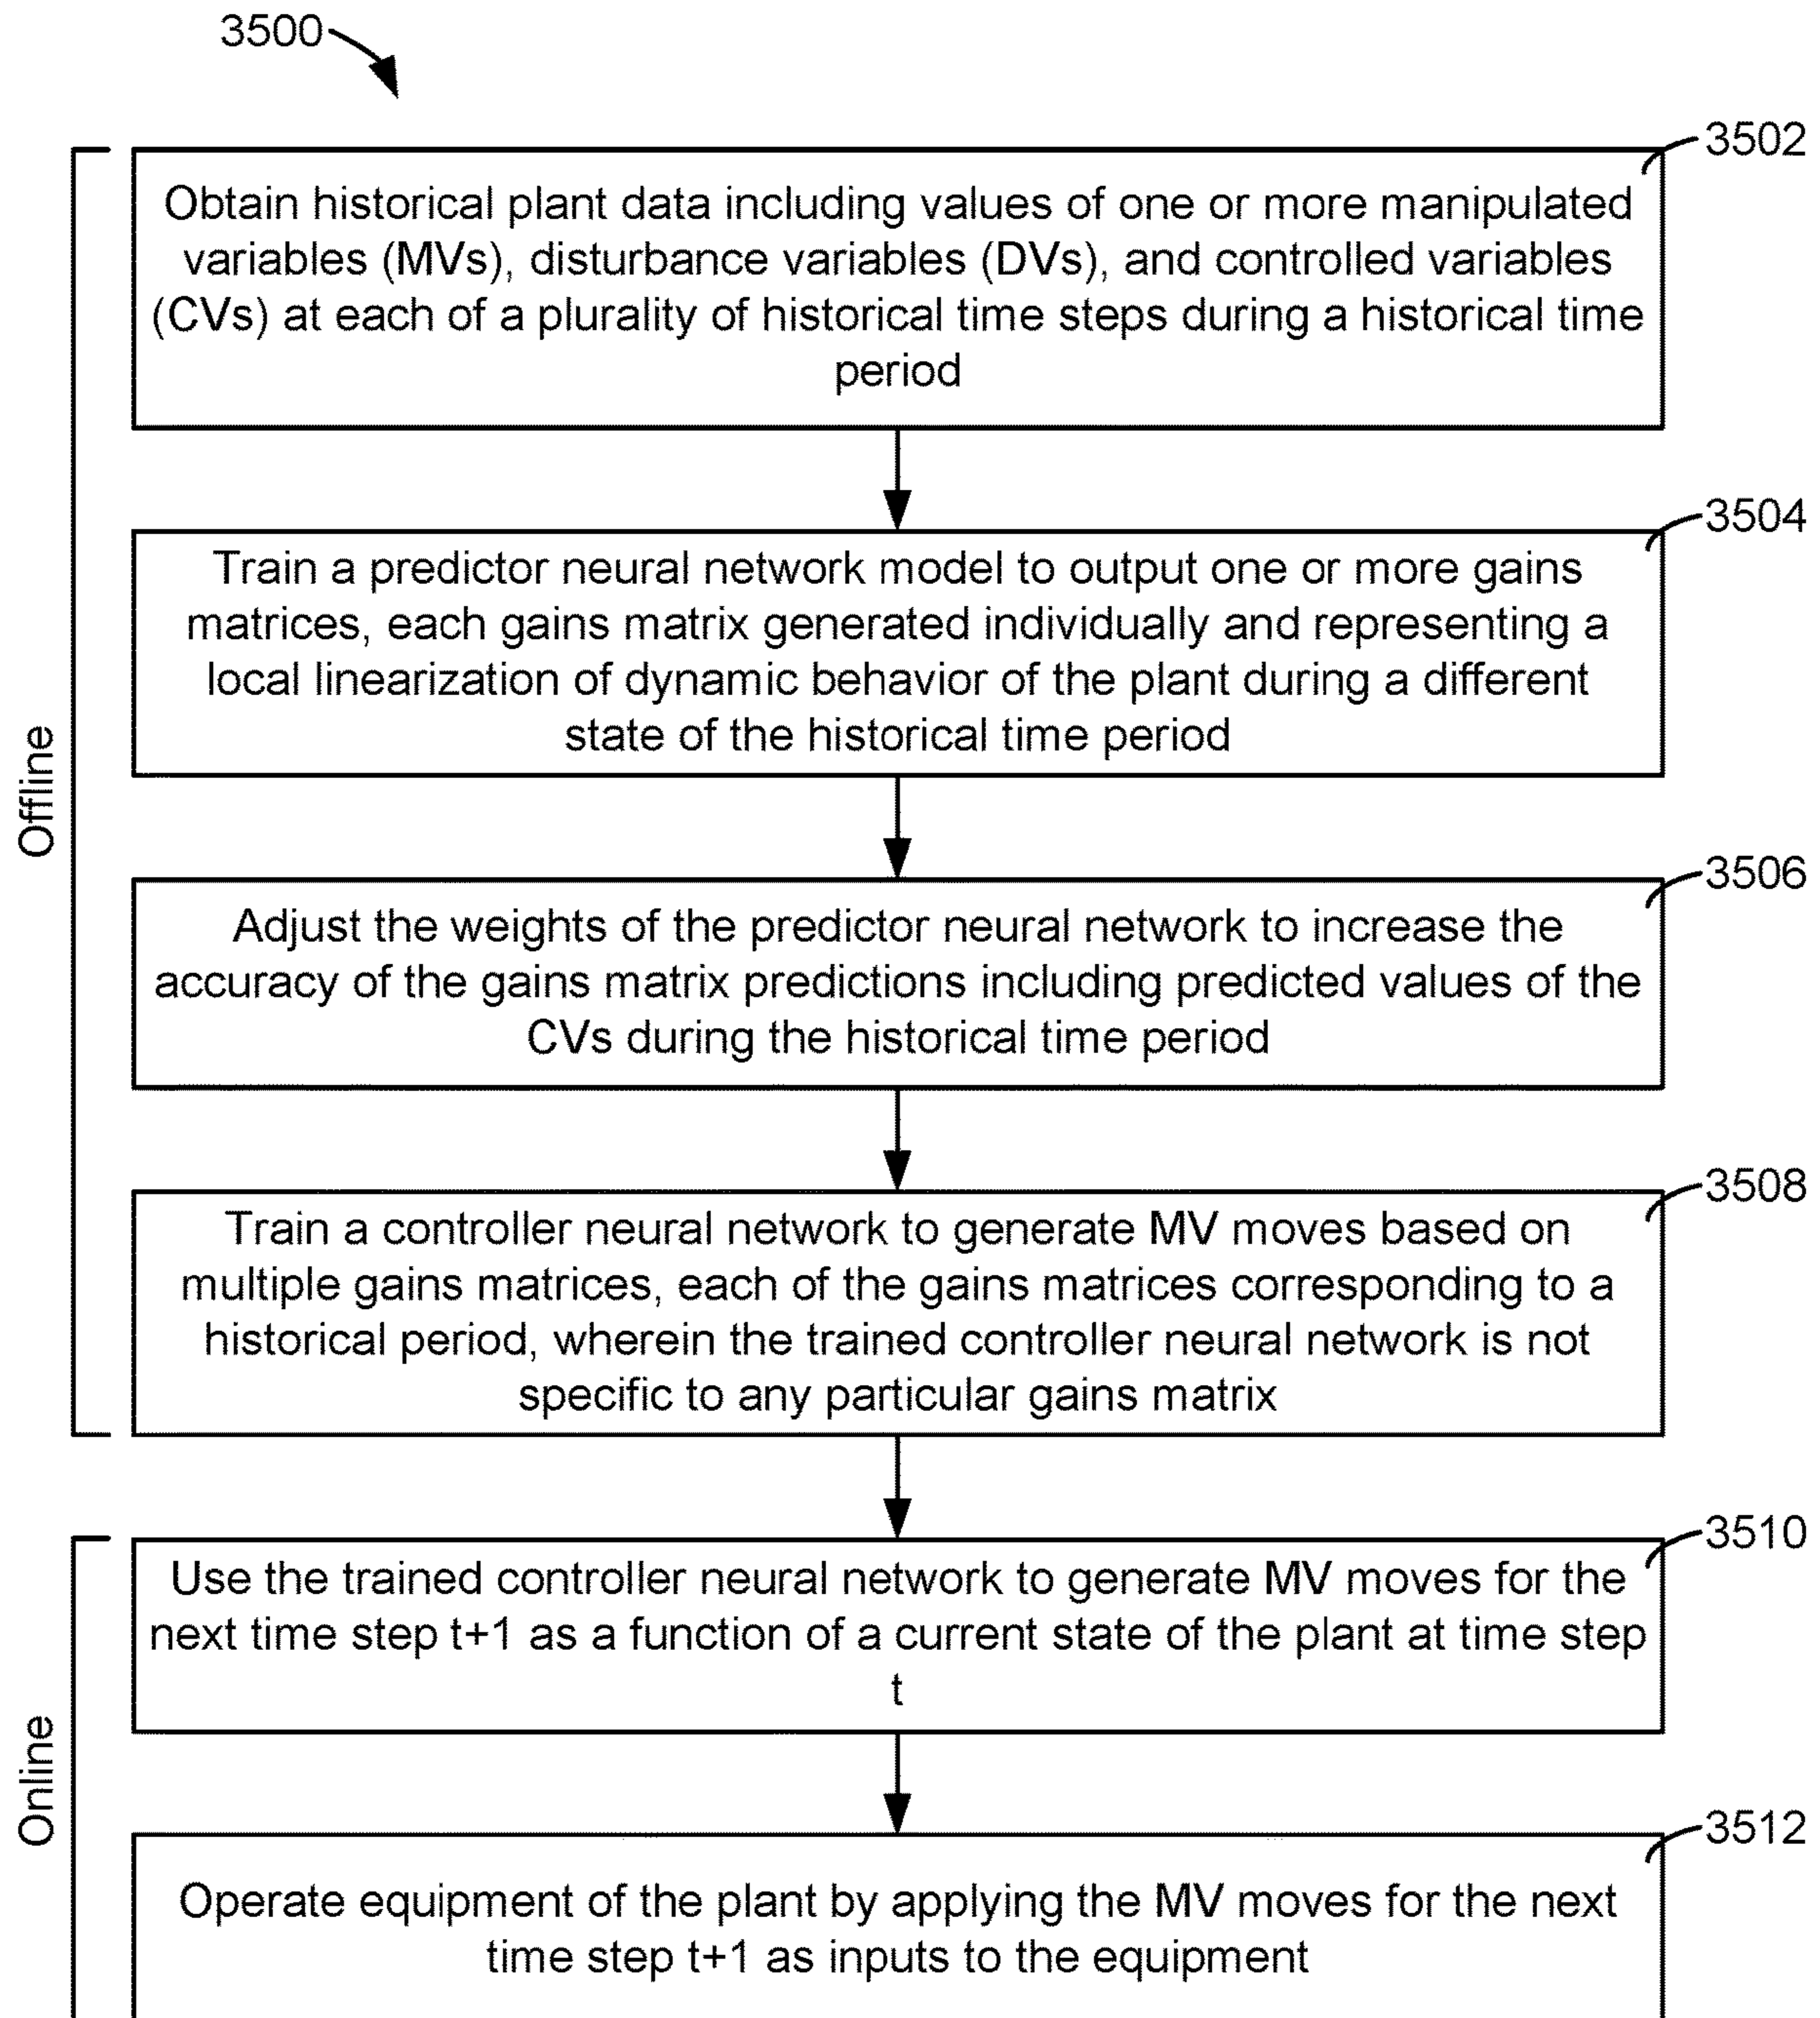 3500
3502
Obtain historical plant data including values of one or more manipulated
variables (MVs), disturbance variables (DVs), and controlled variables
(CVs) at each of a plurality of historical time steps during a historical time
period
3504
Train a predictor neural network model to output one or more gains
matrices, each gains matrix generated individually and representing a
local linearization of dynamic behavior of the plant during a different
state of the historical time period
Offline
3506
Adjust the weights of the predictor neural network to increase the
accuracy of the gains matrix predictions including predicted values of the
CVs during the historical time period
3508
Train a controller neural network to generate MV moves based on
multiple gains matrices, each of the gains matrices corresponding to a
historical period, wherein the trained controller neural network is not
specific to any particular gains matrix
3510
Use the trained controller neural network to generate MV moves for the
next time step t+1 as a function of a current state of the plant at time step
t
Online
3512
Operate equipment of the plant by applying the MV moves for the next
time step t+1 as inputs to the equipment